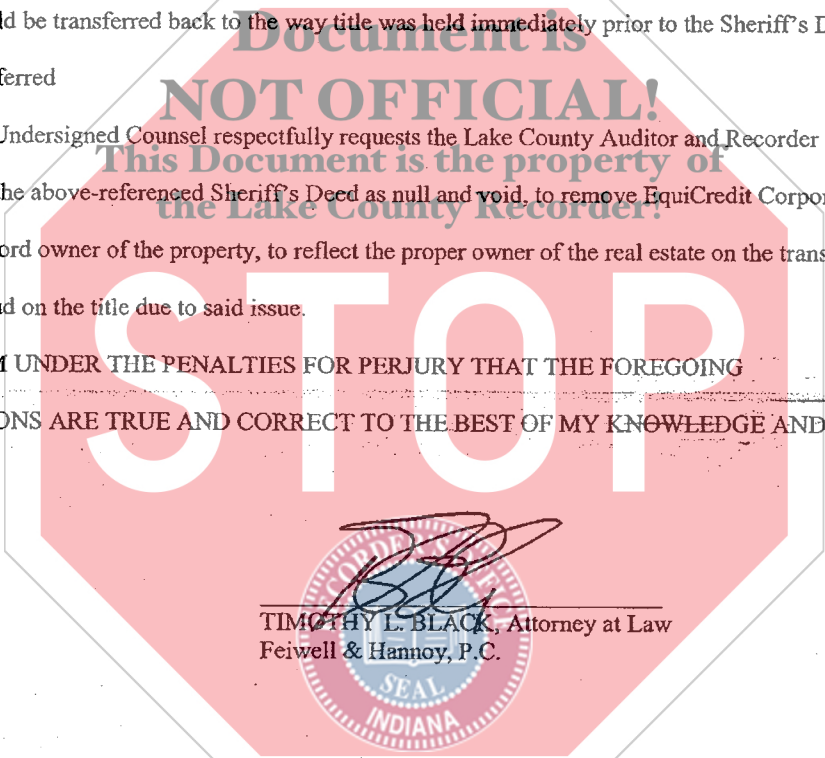 d be transferred back to the way title was held immediately prior to the Sheriff's D
Document is
ferred
NOT OFFICIAL!
Undersigned Counsel respectfully requests the Lake County Auditor and Recorder
This Document is the property of
he above-referenced Sheriff's Deed as null and void, to remove EquiCredit Corpor
the Lake County Recorder!
ord owner of the property, to reflect the proper owner of the real estate on the trans
d on the title due to said issue.
STOP
UNDER THE PENALTIES FOR PERJURY THAT THE FOREGOING
ONS ARE TRUE AND CORRECT TO THE BEST OF MY KNOWLEDGE AND
TIMOTHY L. BLACK, Attorney at Law
Feiwell & Hannoy, P.C.
SEAL
INDIANA